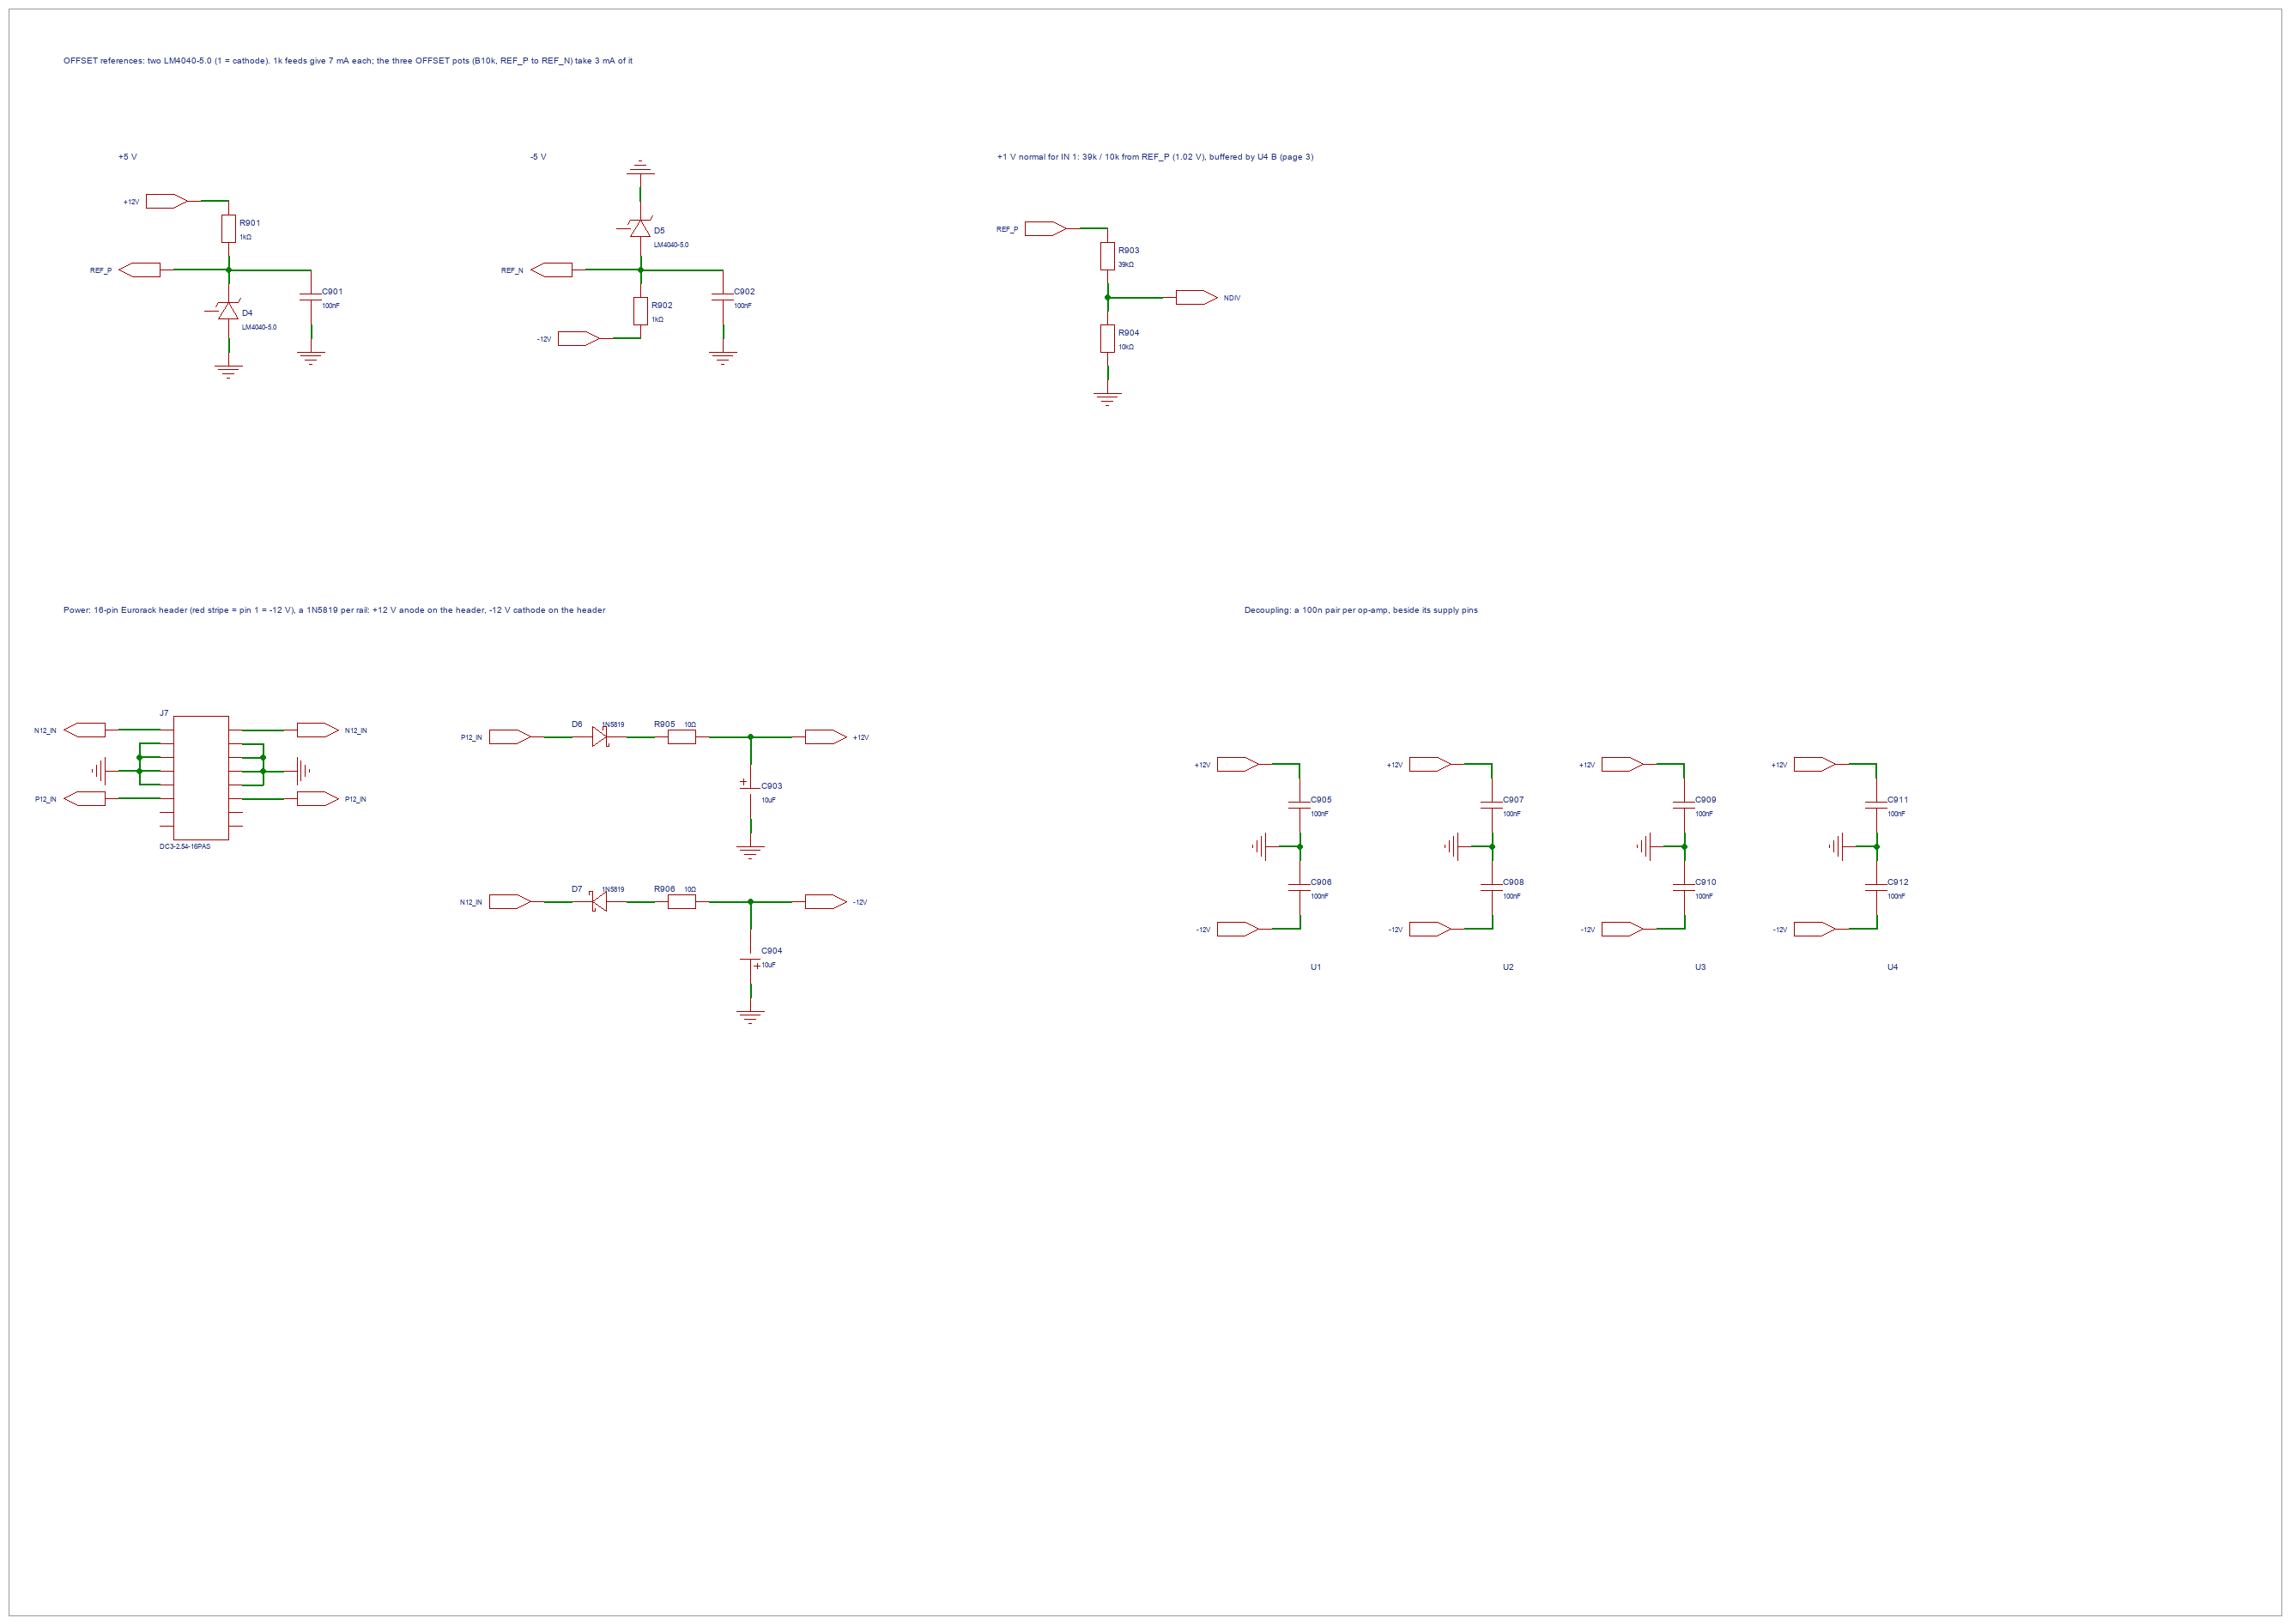 OFFSET references: two LM4040-5.0 (1 = cathode). 1k feeds give 7 mA each; the three OFFSET pots (B10k, REF_P to REF_N) take 3 mA of it
+5 V
-5 V
+1 V normal for IN 1: 39k / 10k from REF_P (1.02 V), buffered by U4 B (page 3)
+12V
R901
1kΩ
REF_P
D4
LM4040-5.0
C901
100nF
D5
LM4040-5.0
REF_N
R902
1kΩ
C902
100nF
-12V
REF_P
R903
39kΩ
NDIV
R904
10kΩ
Power: 16-pin Eurorack header (red stripe = pin 1 = -12 V), a 1N5819 per rail: +12 V anode on the header, -12 V cathode on the header
Decoupling: a 100n pair per op-amp, beside its supply pins
J7
N12_IN
N12_IN
P12_IN
P12_IN
DC3-2.54-16PAS
P12_IN
D6
1N5819
R905
10Ω
+12V
C903
10uF
N12_IN
D7
1N5819
R906
10Ω
-12V
C904
10uF
+12V
C905
100nF
C906
100nF
-12V
U1
+12V
C907
100nF
C908
100nF
-12V
U2
+12V
C909
100nF
C910
100nF
-12V
U3
+12V
C911
100nF
C912
100nF
-12V
U4